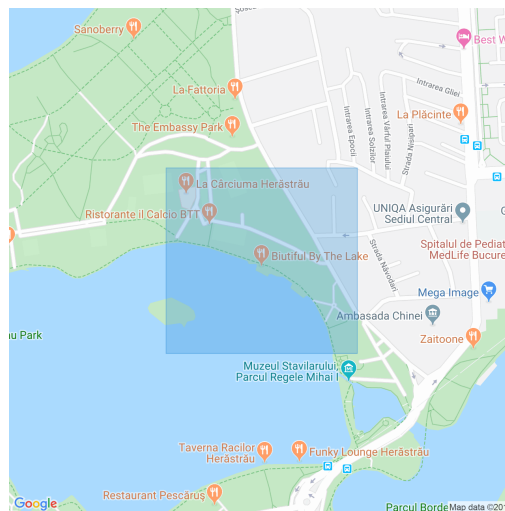 Sanoberry
Best W
Intrarea Gliei
La Fattoria
La Plăcinte
The Embassy Park
Intrarea Epocii
Intrarea Solzilor
Intrarea Vârful Plaiului
Strada Nisipari
La Cârciuma Herăstrău
Ristorante il Calcio BTT
UNIQA Asigurări
Sediul Central
Strada Năvodari
Biutiful By The Lake
Spitalul de Pediat
MedLife Bucure
Mega Image
Ambasada Chinei
au Park
Zaitoone
Muzeul Stavilarului
Parcul Regele Mihai I
Taverna Racilor
Herăstrău
Funky Lounge Herăstrău
Restaurant Pescăruș
Google
Parcul Borde
Map data ©20